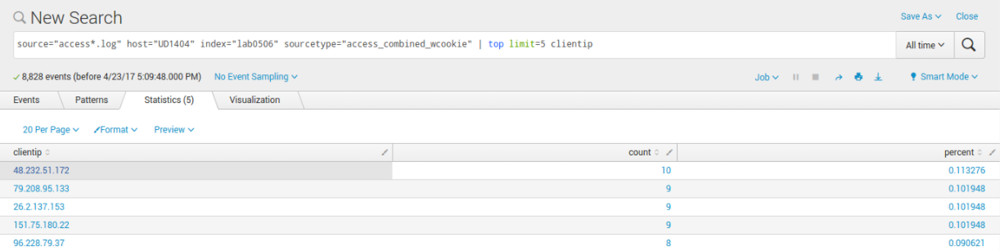 New Search
Save As Close
source="access*.log" host="UD1404" index="lab0506" sourcetype="access_combined_wcookie" | top limit=5 clientip
All time
8,828 events (before 4/23/17 5:09:48.000 PM) No Event Sampling
Job Smart Mode
Events Patterns Statistics (5) Visualization
20 Per Page Format Preview
clientip count percent
48.232.51.172 10 0.113276
79.208.95.133 9 0.101948
26.2.137.153 9 0.101948
151.75.180.22 9 0.101948
96.228.79.37 8 0.090621